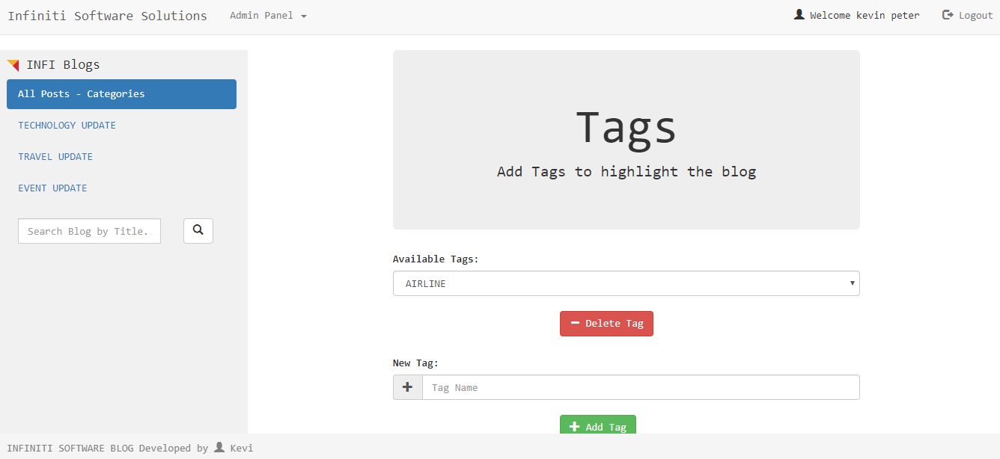 Infiniti Software Solutions Admin Panel Welcome kevin peter Logout
INFI Blogs
All Posts - Categories
TECHNOLOGY UPDATE
TRAVEL UPDATE
EVENT UPDATE
Search Blog by Title..
Tags
Add Tags to highlight the blog
Available Tags:
AIRLINE
Delete Tag
New Tag:
Tag Name
Add Tag
INFINITI SOFTWARE BLOG Developed by Kevi